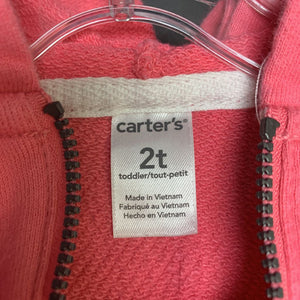 carter's®
2t
toddler/tout-petit
Made in Vietnam
Fabriqué au Vietnam
Hecho en Vietnam